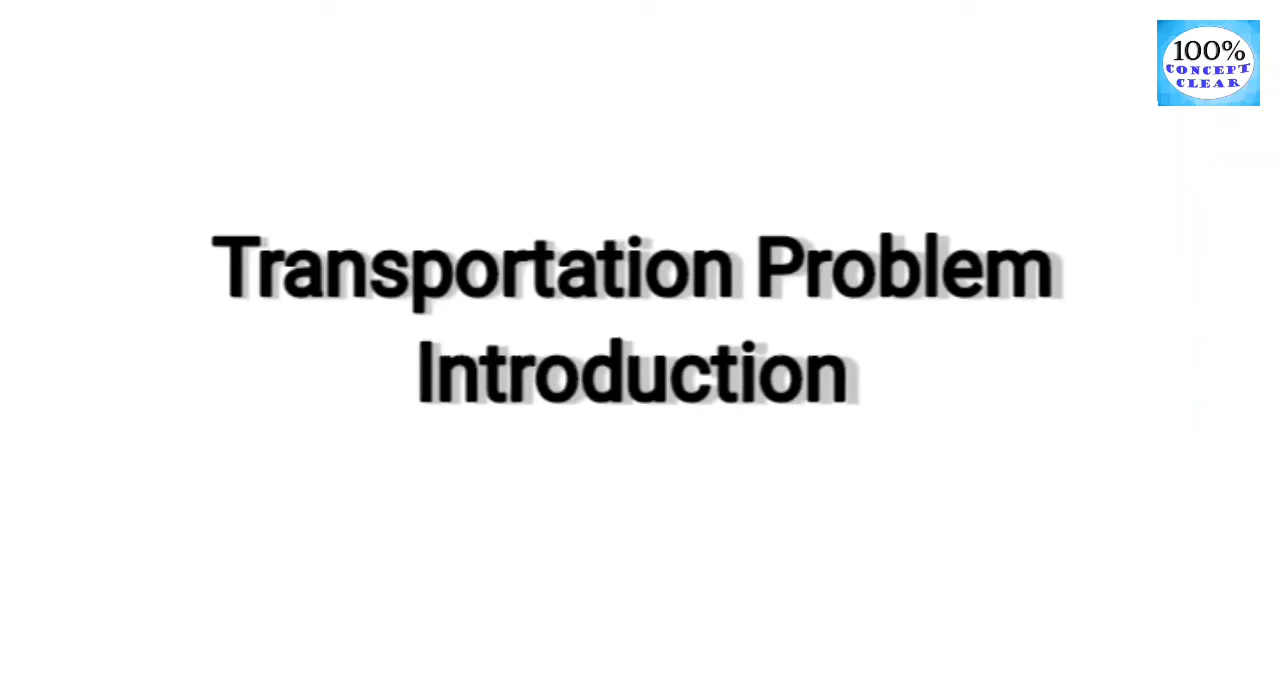 100%
CONCEPT
CLEAR
Transportation Problem
Introduction